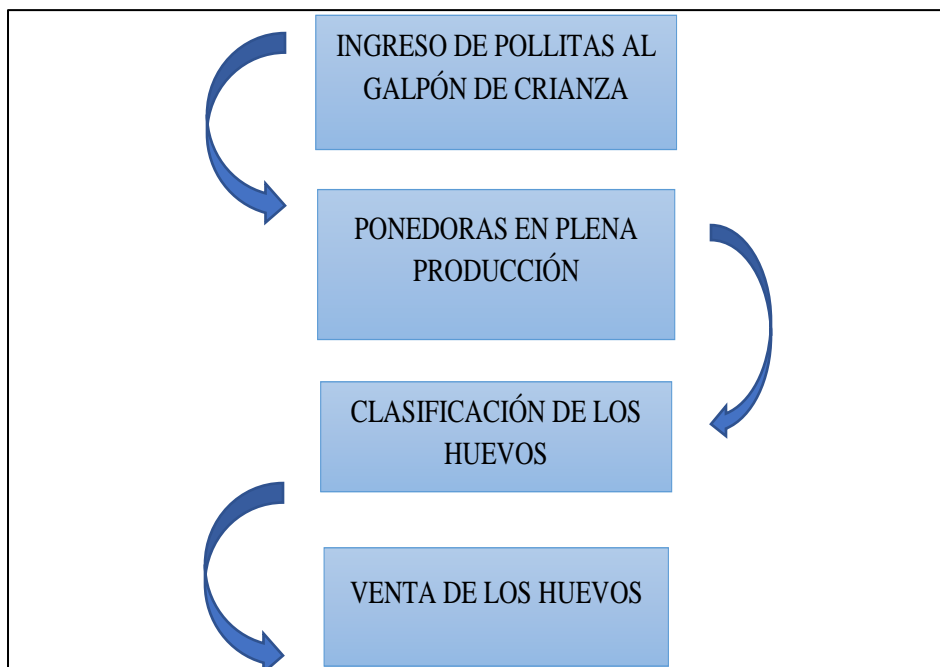 INGRESO DE POLLITAS AL
GALPÓN DE CRIANZA
PONEDORAS EN PLENA
PRODUCCIÓN
CLASIFICACIÓN DE LOS
HUEVOS
VENTA DE LOS HUEVOS